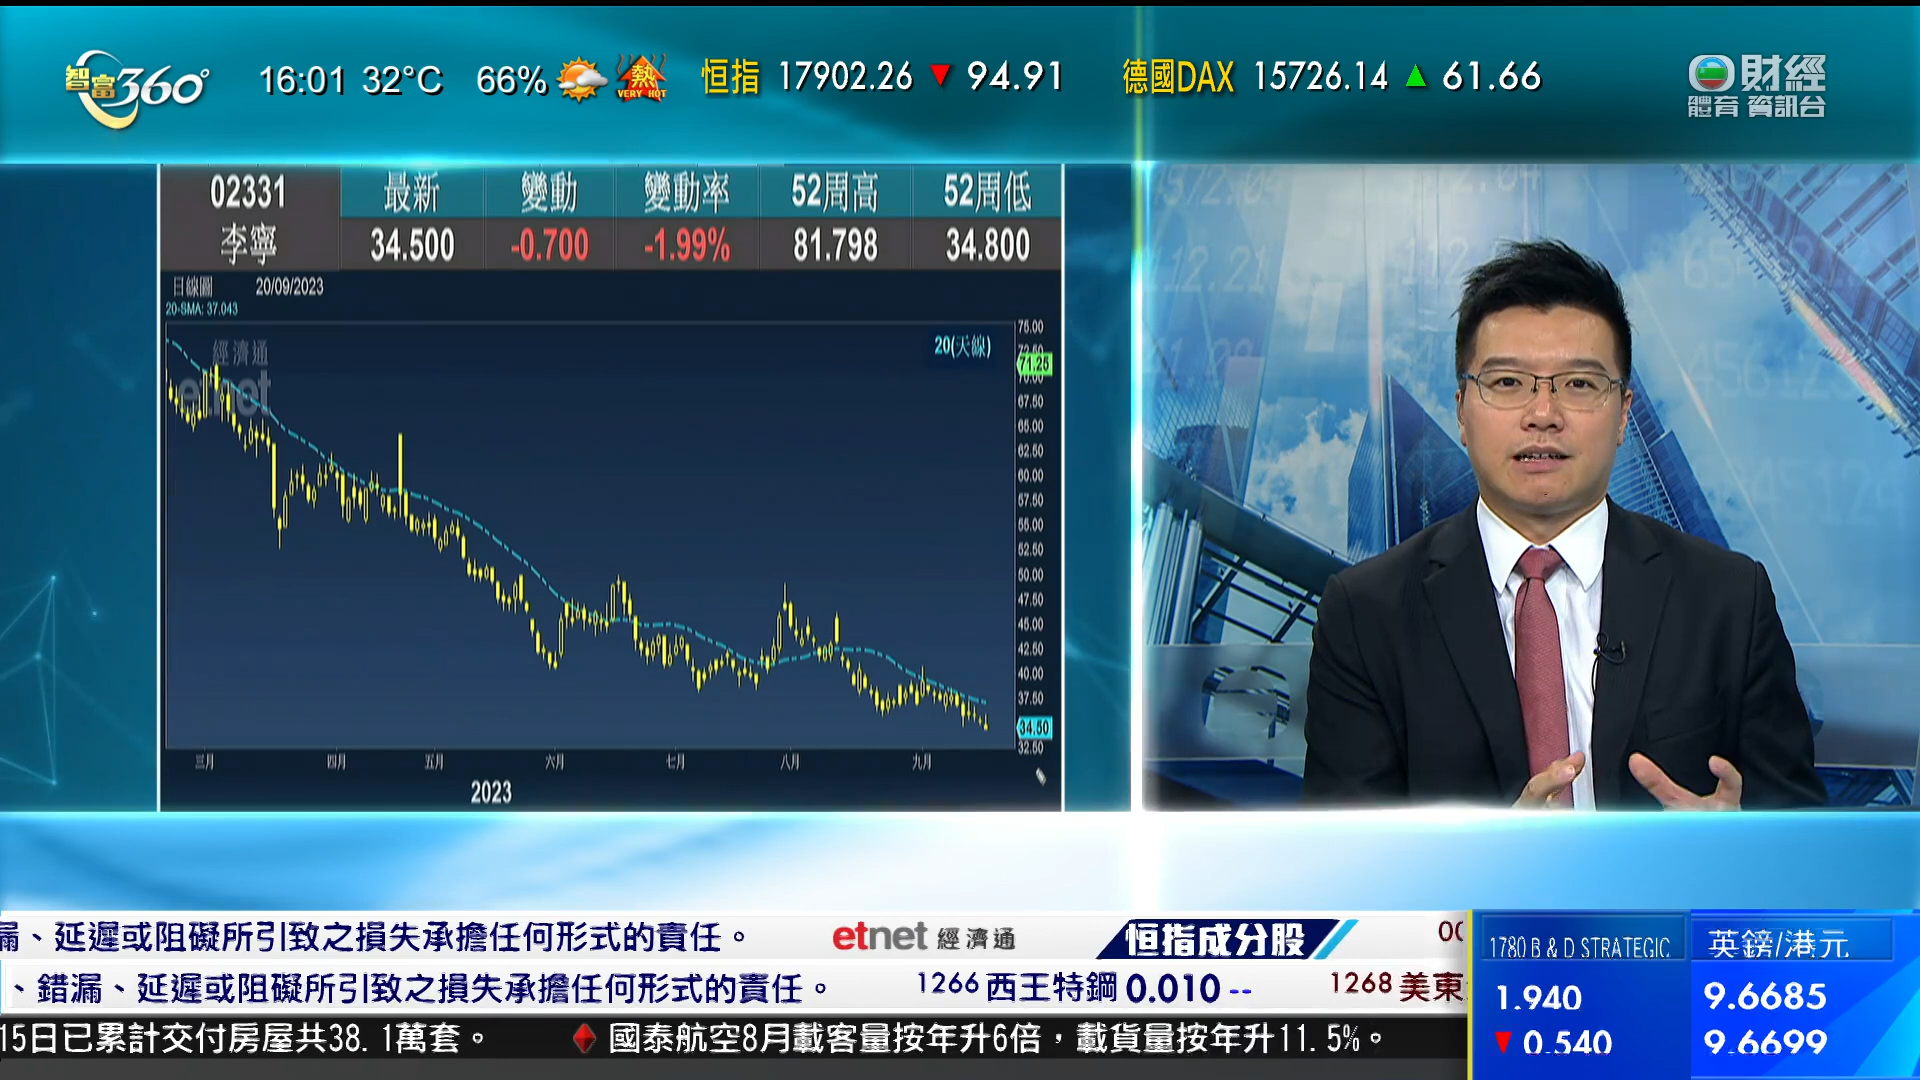 智富360°
16:01 32°C 66% 熱 VERY HOT 恒指 17902.26 ▼ 94.91 德國DAX 15726.14 ▲ 61.66
財經
體育 資訊台
02331 最新 變動 變動率 52周高 52周低
李寧 34.500 -0.700 -1.99% 81.798 34.800
日線圖 20/09/2023
20-SMA: 37.043
經濟通
etnet
20(天線)
75.00
72.50
71.25
70.00
67.50
65.00
62.50
60.00
57.50
55.00
52.50
50.00
47.50
45.00
42.50
40.00
37.50
34.50
32.50
三月 四月 五月 六月 七月 八月 九月
2023
漏、延遲或阻礙所引致之損失承擔任何形式的責任。 etnet 經濟通 恒指成分股
、錯漏、延遲或阻礙所引致之損失承擔任何形式的責任。 1266 西王特鋼 0.010 -- 1268 美東
15日已累計交付房屋共38.1萬套。 國泰航空8月載客量按年升6倍，載貨量按年升11.5%。
1780 B & D STRATEGIC
1.940
▼ 0.540
英鎊/港元
9.6685
9.6699